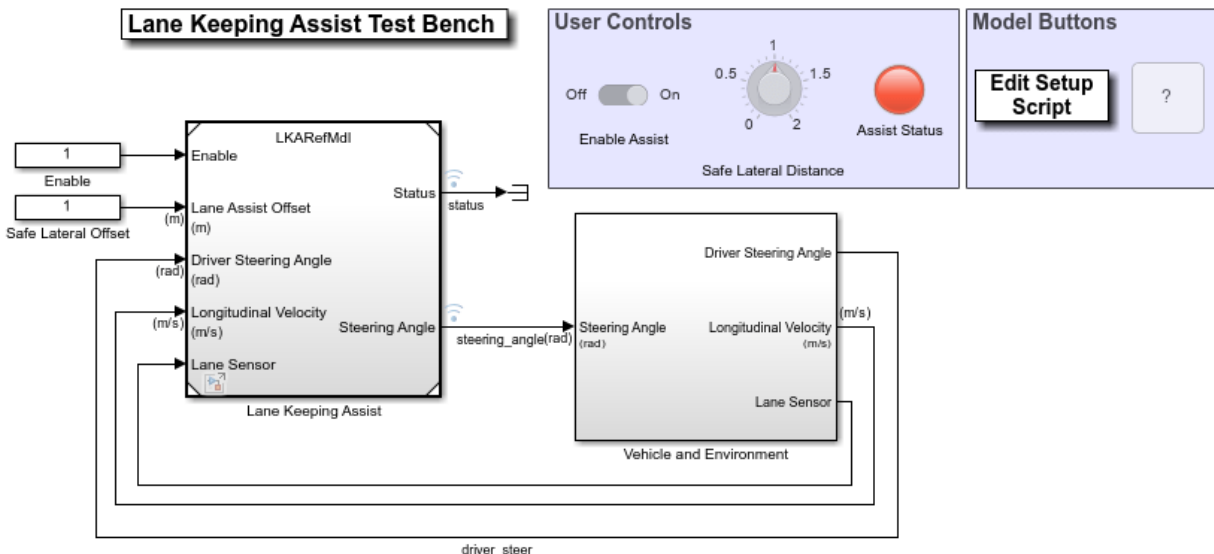 Lane Keeping Assist Test Bench
User Controls
Off
On
Enable Assist
0
0.5
1
1.5
2
Safe Lateral Distance
Assist Status
Model Buttons
Edit Setup
Script
?
1
Enable
1
Safe Lateral Offset
(m)
(rad)
(m/s)
LKARefMdl
Enable
Lane Assist Offset
(m)
Driver Steering Angle
(rad)
Longitudinal Velocity
(m/s)
Lane Sensor
Status
Steering Angle
Lane Keeping Assist
status
steering_angle
(rad)
Steering Angle
(rad)
Driver Steering Angle
Longitudinal Velocity
(m/s)
Lane Sensor
Vehicle and Environment
(m/s)
driver_steer